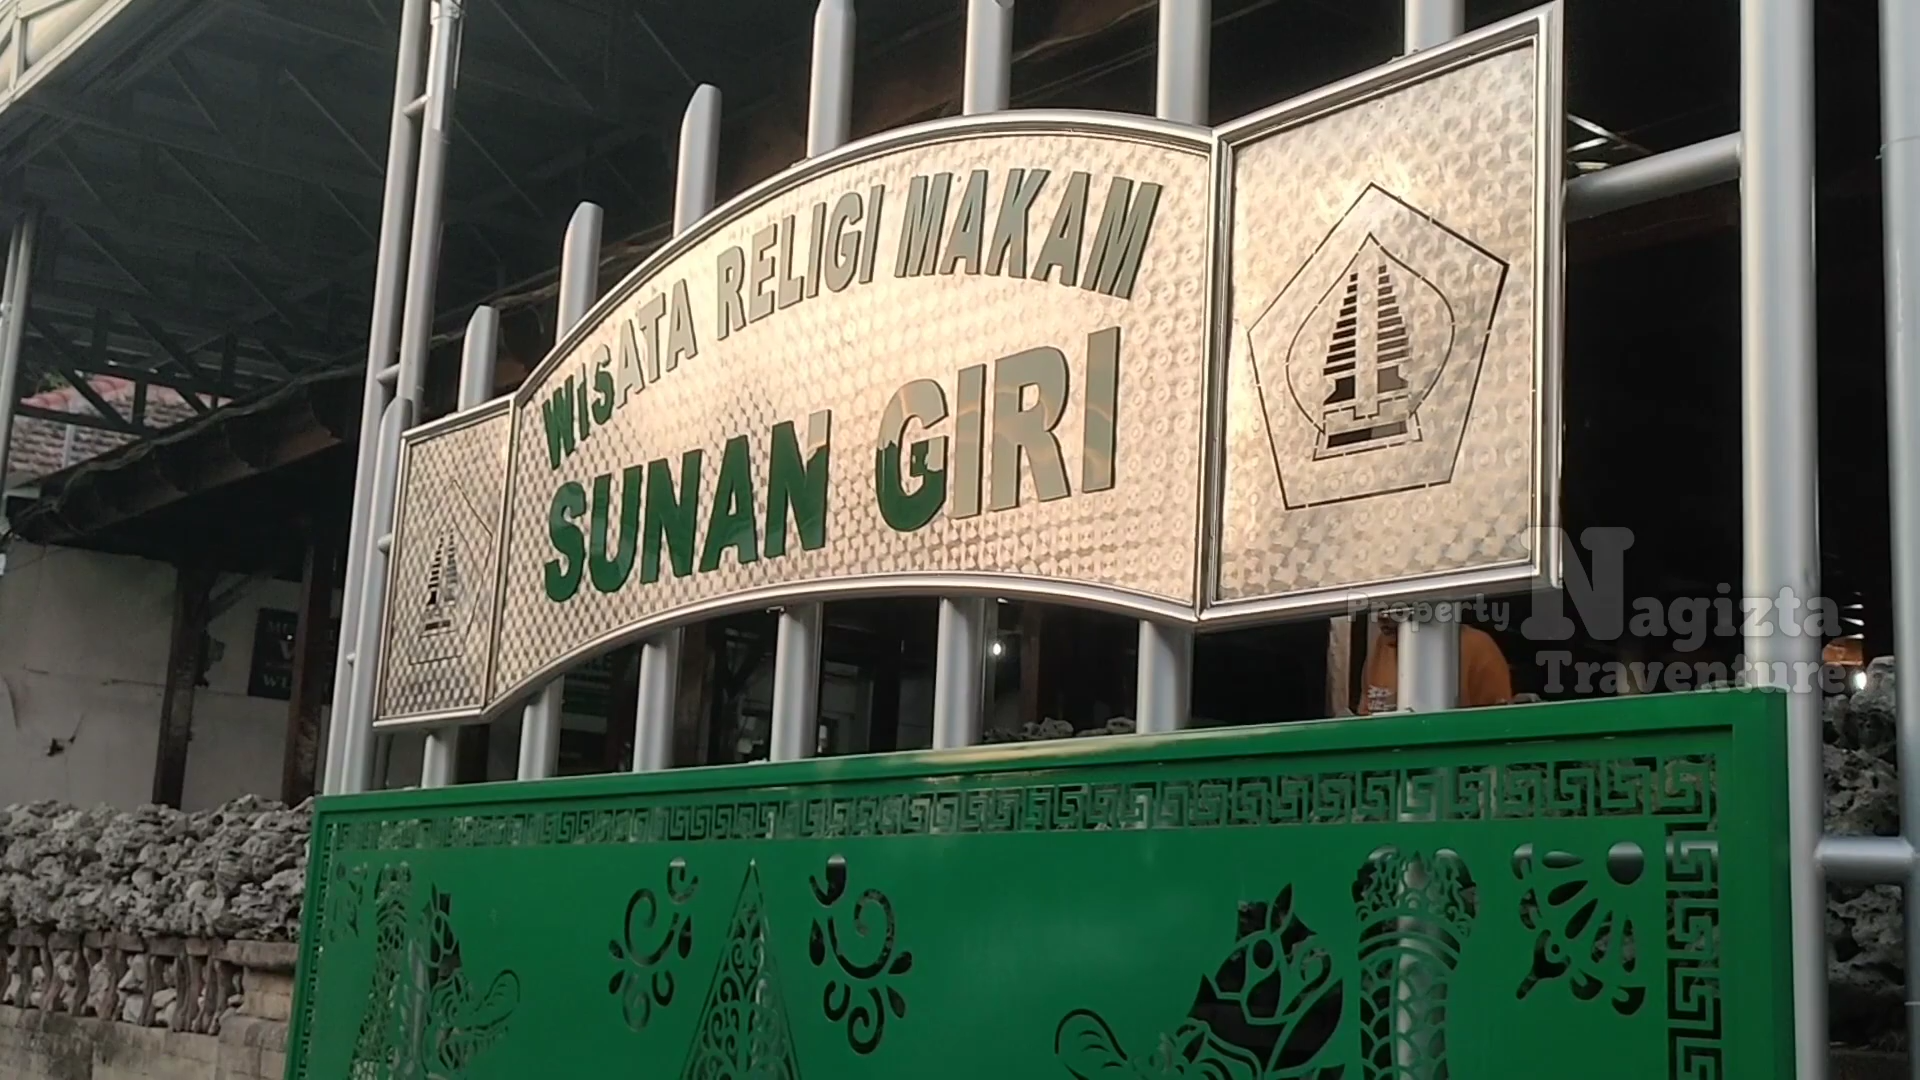 WISATA RELIGI MAKAM
SUNAN GIRI
Property Nagizta
Traventure